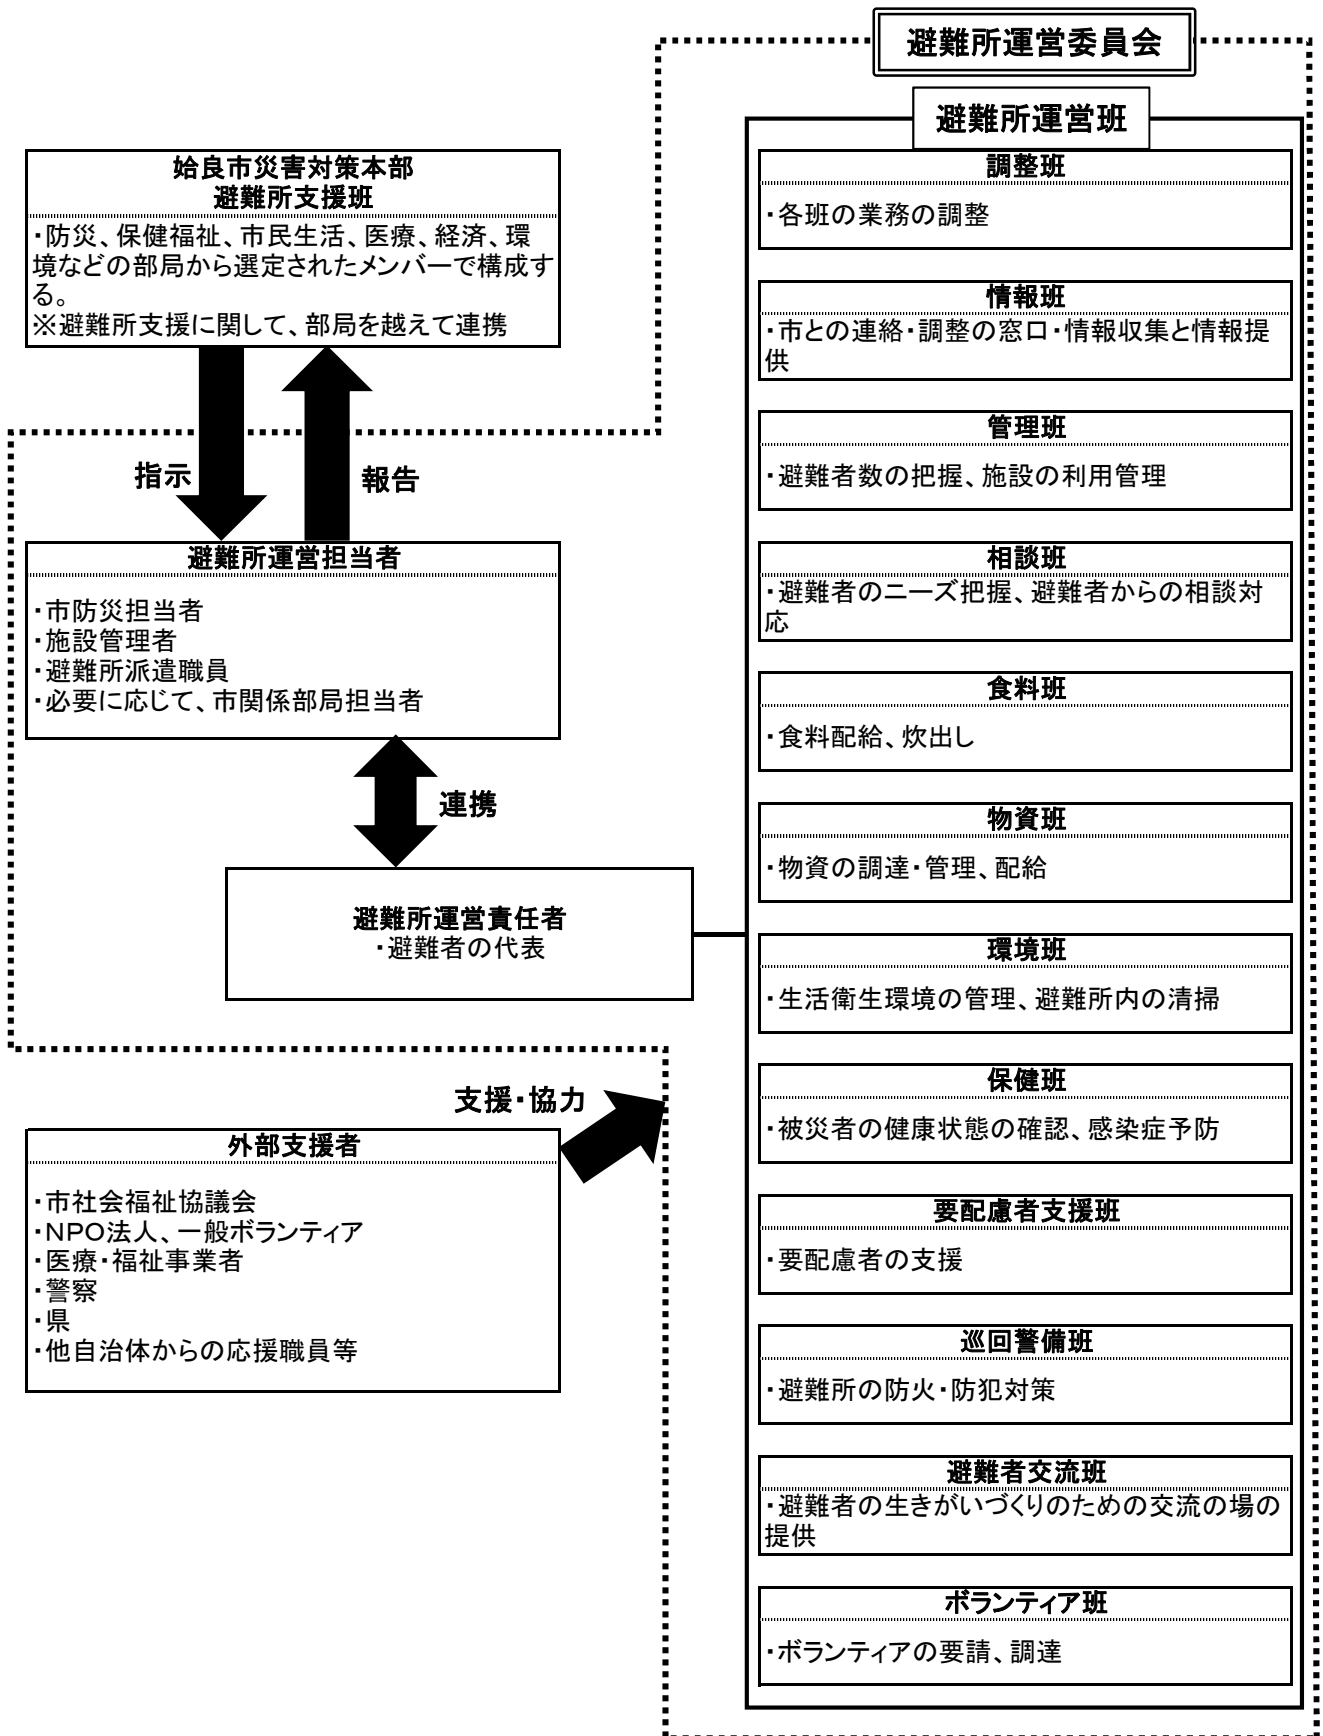 避難所運営委員会
避難所運営班
姶良市災害対策本部
避難所支援班
・防災、保健福祉、市民生活、医療、経済、環
境などの部局から選定されたメンバーで構成す
る。
※避難所支援に関して、部局を越えて連携
指示
報告
避難所運営担当者
・市防災担当者
・施設管理者
・避難所派遣職員
・必要に応じて、市関係部局担当者
連携
避難所運営責任者
・避難者の代表
支援・協力
外部支援者
・市社会福祉協議会
・NPO法人、一般ボランティア
・医療・福祉事業者
・警察
・県
・他自治体からの応援職員等
調整班
・各班の業務の調整
情報班
・市との連絡・調整の窓口・情報収集と情報提
供
管理班
・避難者数の把握、施設の利用管理
相談班
・避難者のニーズ把握、避難者からの相談対
応
食料班
・食料配給、炊出し
物資班
・物資の調達・管理、配給
環境班
・生活衛生環境の管理、避難所内の清掃
保健班
・被災者の健康状態の確認、感染症予防
要配慮者支援班
・要配慮者の支援
巡回警備班
・避難所の防火・防犯対策
避難者交流班
・避難者の生きがいづくりのための交流の場の
提供
ボランティア班
・ボランティアの要請、調達